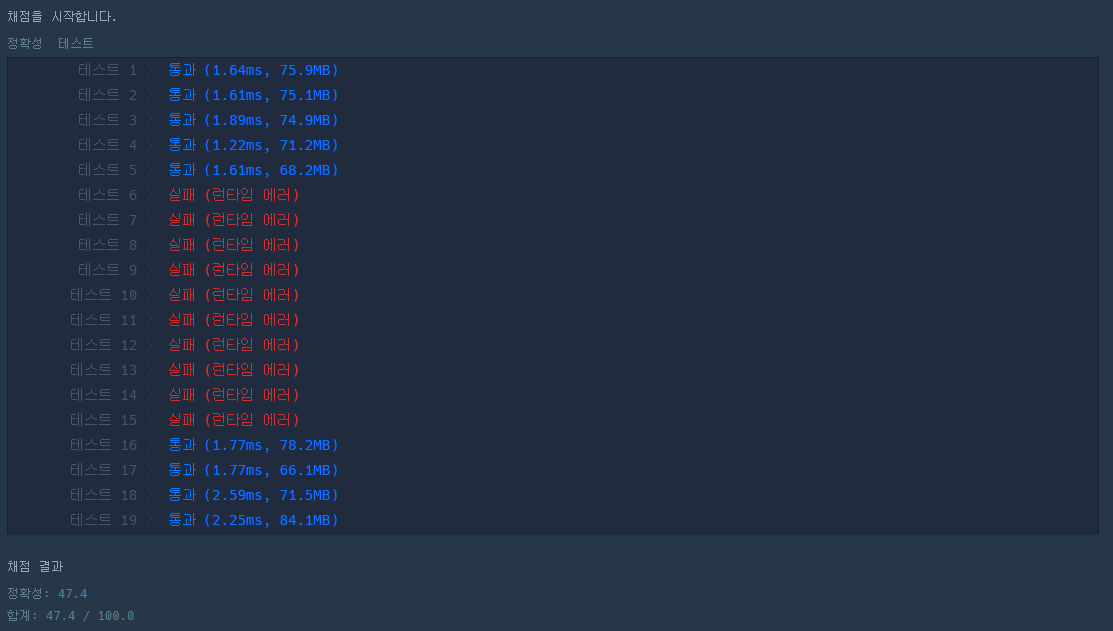 채점을 시작합니다.
정확성 테스트
테스트 1 〉 통과 (1.64ms, 75.9MB)
테스트 2 〉 통과 (1.61ms, 75.1MB)
테스트 3 〉 통과 (1.89ms, 74.9MB)
테스트 4 〉 통과 (1.22ms, 71.2MB)
테스트 5 〉 통과 (1.61ms, 68.2MB)
테스트 6 〉 실패 (런타임 에러)
테스트 7 〉 실패 (런타임 에러)
테스트 8 〉 실패 (런타임 에러)
테스트 9 〉 실패 (런타임 에러)
테스트 10 〉 실패 (런타임 에러)
테스트 11 〉 실패 (런타임 에러)
테스트 12 〉 실패 (런타임 에러)
테스트 13 〉 실패 (런타임 에러)
테스트 14 〉 실패 (런타임 에러)
테스트 15 〉 실패 (런타임 에러)
테스트 16 〉 통과 (1.77ms, 78.2MB)
테스트 17 〉 통과 (1.77ms, 66.1MB)
테스트 18 〉 통과 (2.59ms, 71.5MB)
테스트 19 〉 통과 (2.25ms, 84.1MB)
채점 결과
정확성: 47.4
합계: 47.4 / 100.0